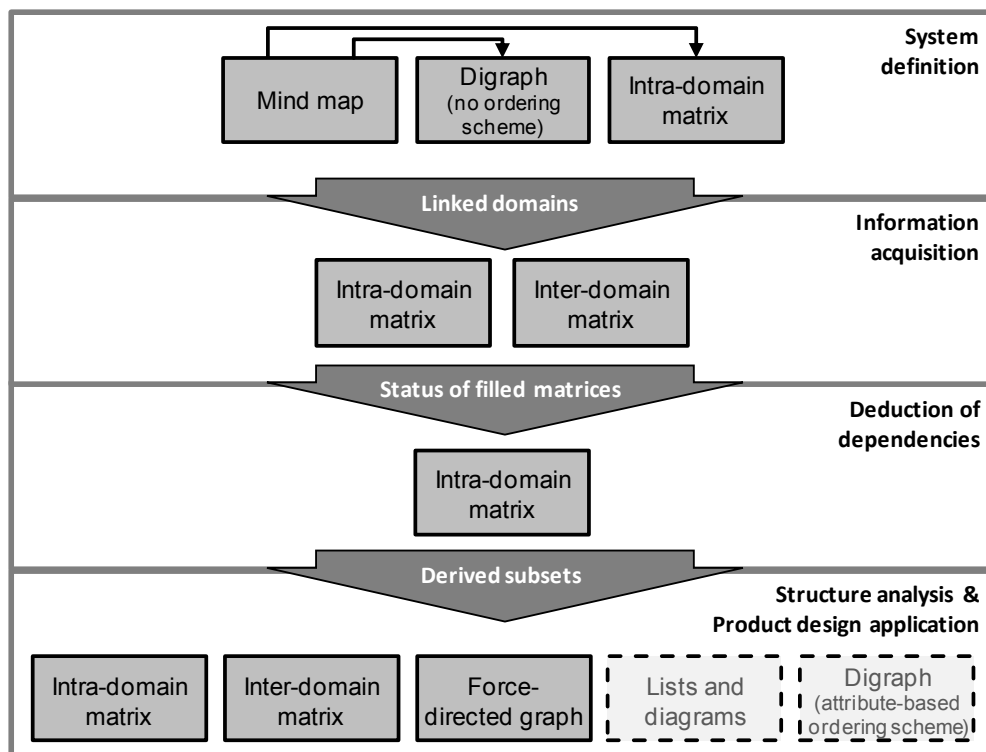 System
definition
Mind map
Digraph
(no ordering
scheme)
Intra-domain
matrix
Linked domains
Information
acquisition
Intra-domain
matrix
Inter-domain
matrix
Status of filled matrices
Deduction of
dependencies
Intra-domain
matrix
Derived subsets
Structure analysis &
Product design application
Intra-domain
matrix
Inter-domain
matrix
Force-
directed graph
Lists and
diagrams
Digraph
(attribute-based
ordering scheme)